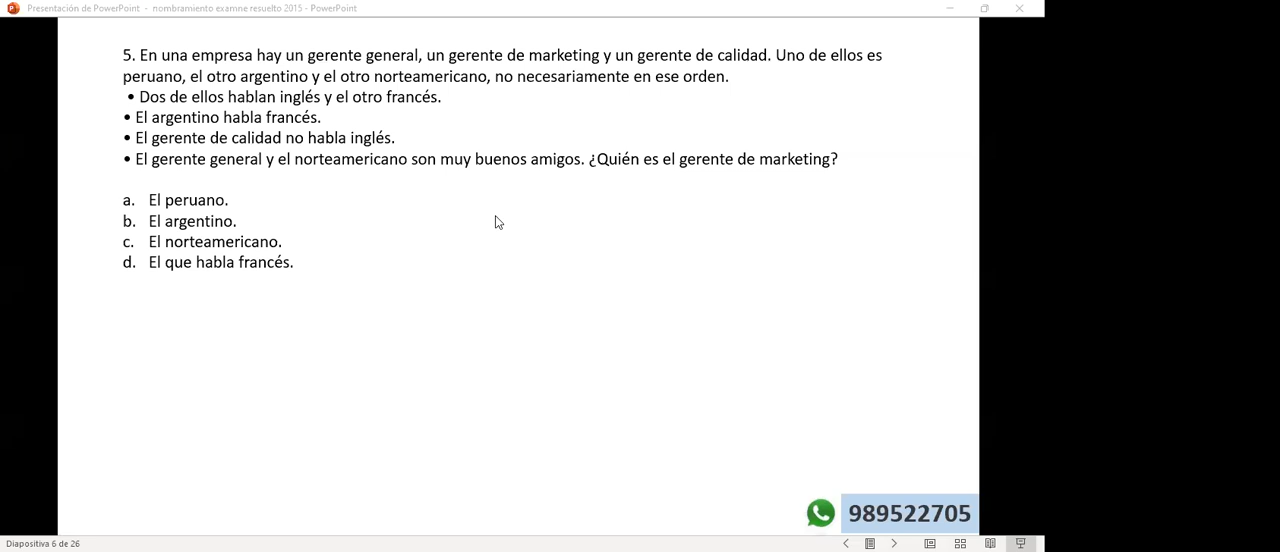 Presentación de PowerPoint - nombramiento examne resuelto 2015 - PowerPoint
5. En una empresa hay un gerente general, un gerente de marketing y un gerente de calidad. Uno de ellos es
peruano, el otro argentino y el otro norteamericano, no necesariamente en ese orden.
• Dos de ellos hablan inglés y el otro francés.
• El argentino habla francés.
• El gerente de calidad no habla inglés.
• El gerente general y el norteamericano son muy buenos amigos. ¿Quién es el gerente de marketing?
a. El peruano.
b. El argentino.
c. El norteamericano.
d. El que habla francés.
989522705
Diapositiva 6 de 26